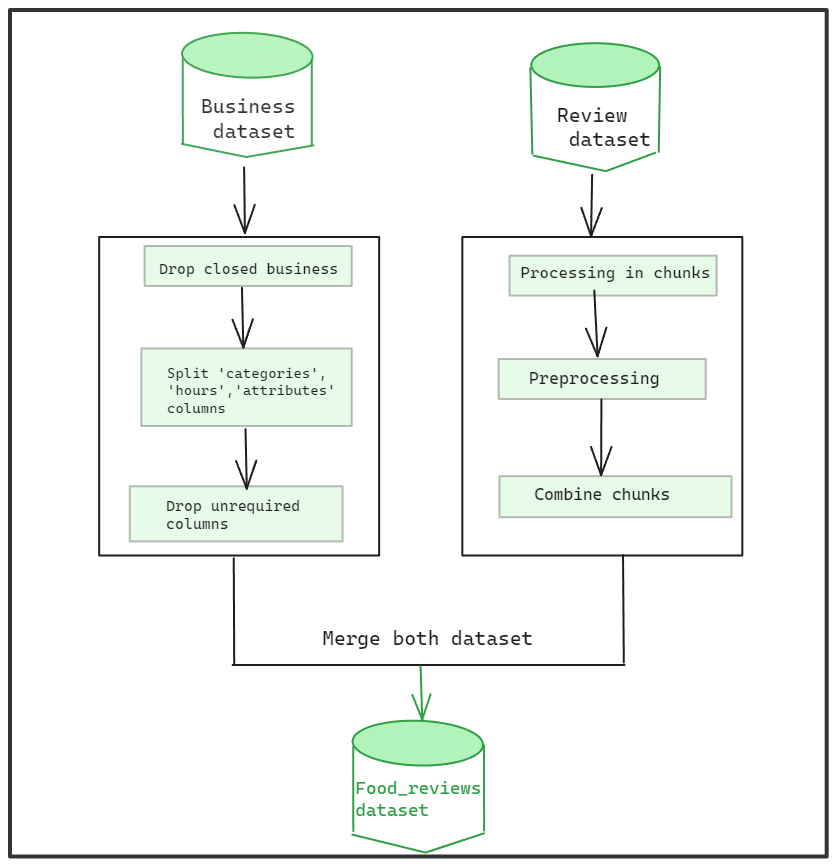 Business
dataset
Drop closed business
Split 'categories',
'hours','attributes'
columns
Drop unrequired
columns
Review
dataset
Processing in chunks
Preprocessing
Combine chunks
Merge both dataset
Food_reviews
dataset